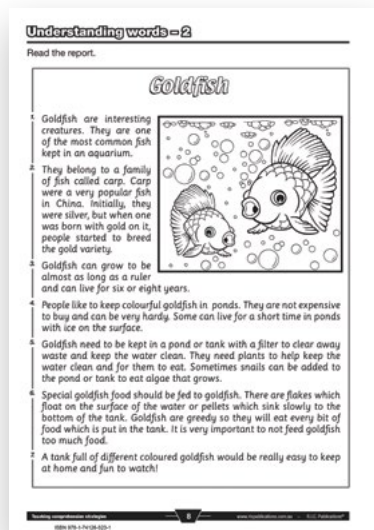 Understanding words – 2
Read the report.
Goldfish
1. Goldfish are interesting
creatures. They are one
of the most common fish
kept in an aquarium.
2. They belong to a family
of fish called carp. Carp
were a very popular fish
in China. Initially, they
were silver, but when one
was born with gold on it,
people started to breed
the gold variety.
3. Goldfish can grow to be
almost as long as a ruler
and can live for six or eight years.
4. People like to keep colourful goldfish in ponds. They are not expensive
to buy and can be very hardy. Some can live for a short time in ponds
with ice on the surface.
5. Goldfish need to be kept in a pond or tank with a filter to clear away
waste and keep the water clean. They need plants to help keep the
water clean and for them to eat. Sometimes snails can be added to
the pond or tank to eat algae that grows.
6. Special goldfish food should be fed to goldfish. There are flakes which
float on the surface of the water or pellets which sink slowly to the
bottom of the tank. Goldfish are greedy so they will eat every bit of
food which is put in the tank. It is very important to not feed goldfish
too much food.
7. A tank full of different coloured goldfish would be really easy to keep
at home and fun to watch!
Teaching comprehension strategies
8
www.ricpublications.com.au – R.I.C. Publications®